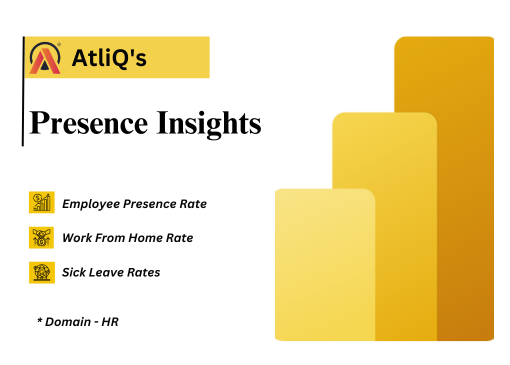 AtliQ's
Presence Insights
Employee Presence Rate
Work From Home Rate
Sick Leave Rates
* Domain - HR